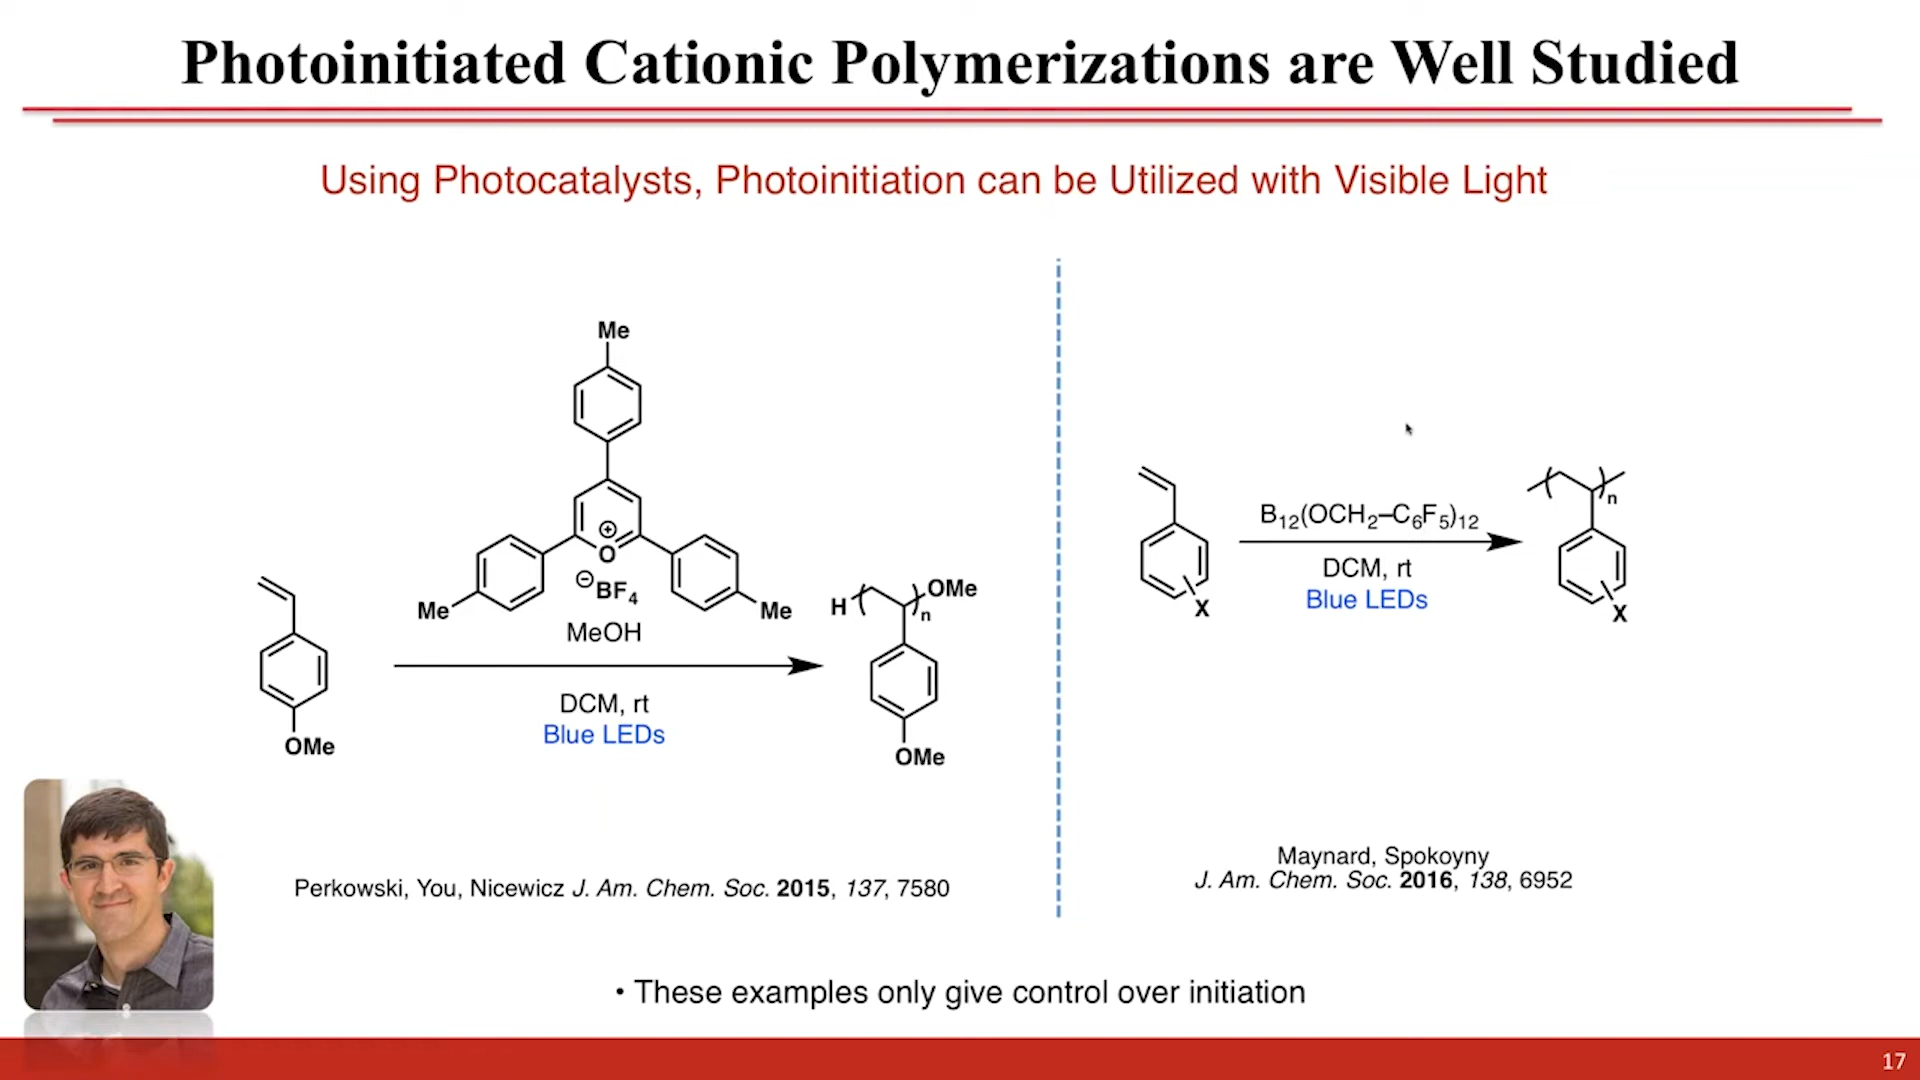 Photoinitiated Cationic Polymerizations are Well Studied
Using Photocatalysts, Photoinitiation can be Utilized with Visible Light
Me
O
⊕
⊖BF4
Me
Me
MeOH
DCM, rt
Blue LEDs
OMe
H
OMe
n
OMe
Perkowski, You, Nicewicz J. Am. Chem. Soc. 2015, 137, 7580
X
B12(OCH2–C6F5)12
DCM, rt
Blue LEDs
n
X
Maynard, Spokoyny
J. Am. Chem. Soc. 2016, 138, 6952
• These examples only give control over initiation
17